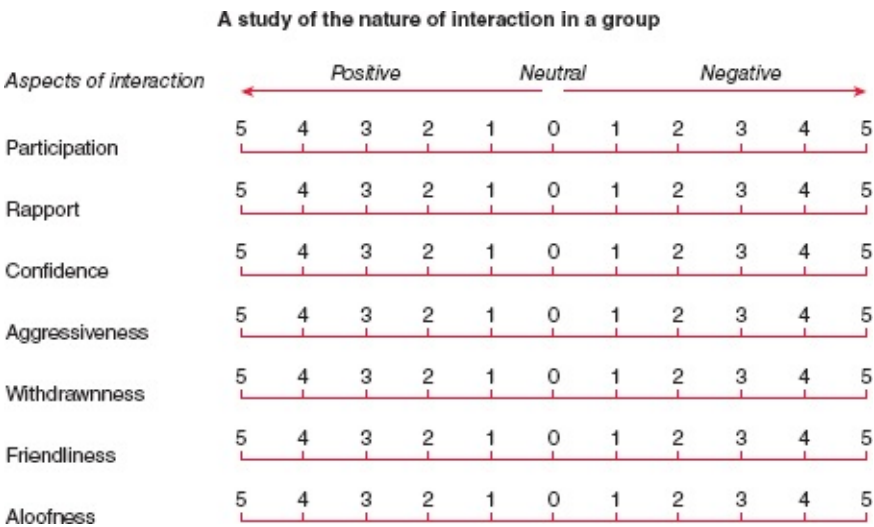 A study of the nature of interaction in a group
Aspects of interaction Positive Neutral Negative
5 4 3 2 1 0 1 2 3 4 5
Participation
5 4 3 2 1 0 1 2 3 4 5
Rapport
5 4 3 2 1 0 1 2 3 4 5
Confidence
5 4 3 2 1 0 1 2 3 4 5
Aggressiveness
5 4 3 2 1 0 1 2 3 4 5
Withdrawnness
5 4 3 2 1 0 1 2 3 4 5
Friendliness
5 4 3 2 1 0 1 2 3 4 5
Aloofness